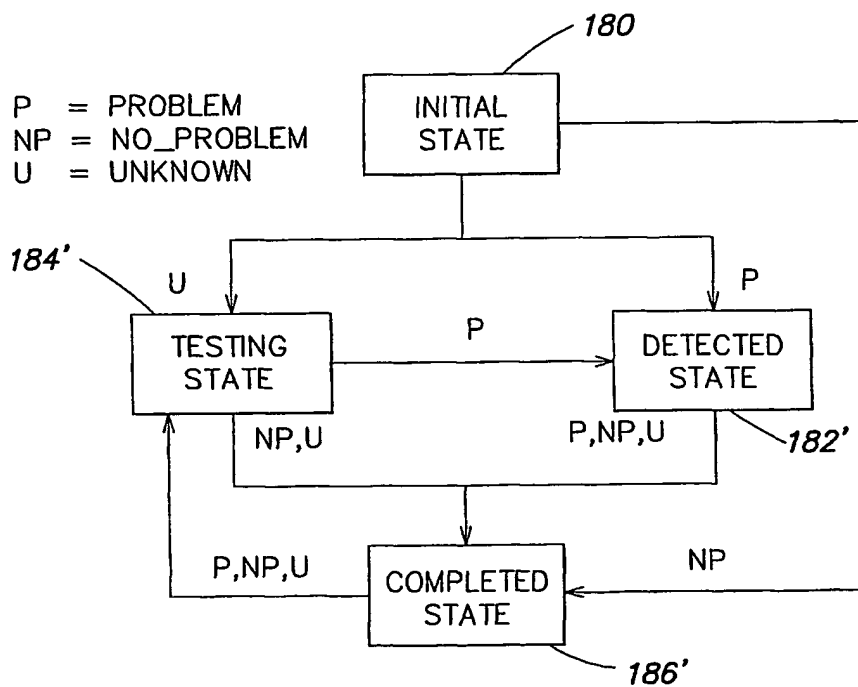 180
P = PROBLEM
NP = NO_PROBLEM
U = UNKNOWN
INITIAL
STATE
184'
U
P
TESTING
STATE
P
DETECTED
STATE
NP,U
P,NP,U
182'
P,NP,U
COMPLETED
STATE
NP
186'